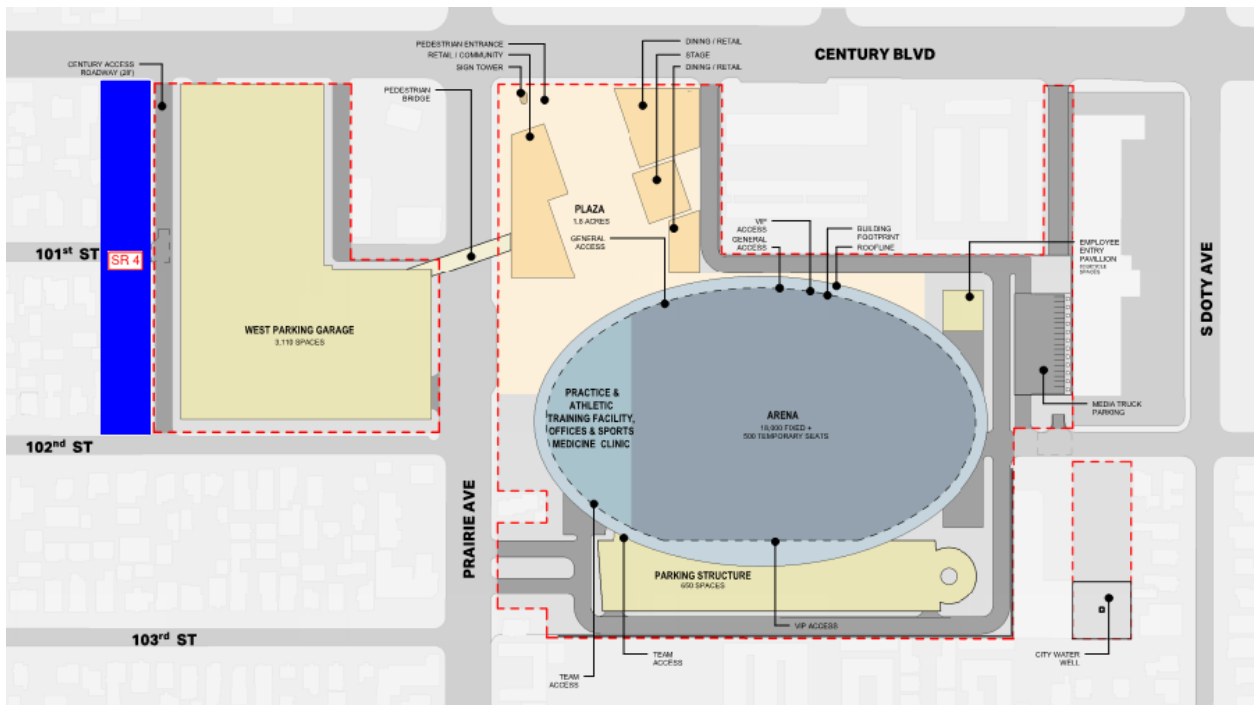 CENTURY BLVD
CENTURY ACCESS
ROADWAY (28')
PEDESTRIAN ENTRANCE
RETAIL / COMMUNITY
SIGN TOWER
PEDESTRIAN
BRIDGE
DINING / RETAIL
STAGE
DINING / RETAIL
PLAZA
1.8 ACRES
GENERAL
ACCESS
VIP
ACCESS
GENERAL
ACCESS
BUILDING
FOOTPRINT
ROOFLINE
EMPLOYEE
ENTRY
PAVILLION
SPACES
101st ST
SR 4
S DOTY AVE
WEST PARKING GARAGE
3,110 SPACES
PRACTICE &
ATHLETIC
TRAINING FACILITY,
OFFICES & SPORTS
MEDICINE CLINIC
ARENA
18,000 FIXED +
500 TEMPORARY SEATS
MEDIA TRUCK
PARKING
102nd ST
PRAIRIE AVE
PARKING STRUCTURE
650 SPACES
103rd ST
VIP ACCESS
TEAM
ACCESS
TEAM
ACCESS
CITY WATER
WELL